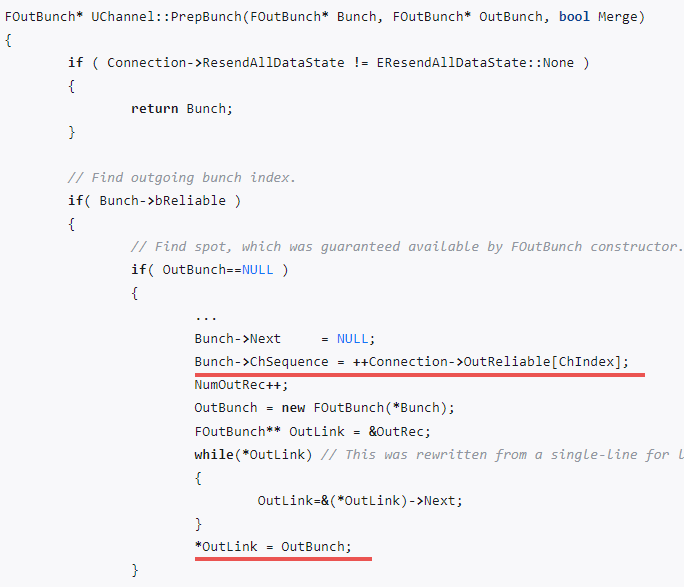 FOutBunch* UChannel::PrepBunch(FOutBunch* Bunch, FOutBunch* OutBunch, bool Merge)
{
if ( Connection->ResendAllDataState != EResendAllDataState::None )
{
return Bunch;
}
// Find outgoing bunch index.
if( Bunch->bReliable )
{
// Find spot, which was guaranteed available by FOutBunch constructor.
if( OutBunch==NULL )
{
...
Bunch->Next     = NULL;
Bunch->ChSequence = ++Connection->OutReliable[ChIndex];
NumOutRec++;
OutBunch = new FOutBunch(*Bunch);
FOutBunch** OutLink = &OutRec;
while(*OutLink) // This was rewritten from a single-line for
{
OutLink=&(*OutLink)->Next;
}
*OutLink = OutBunch;
}